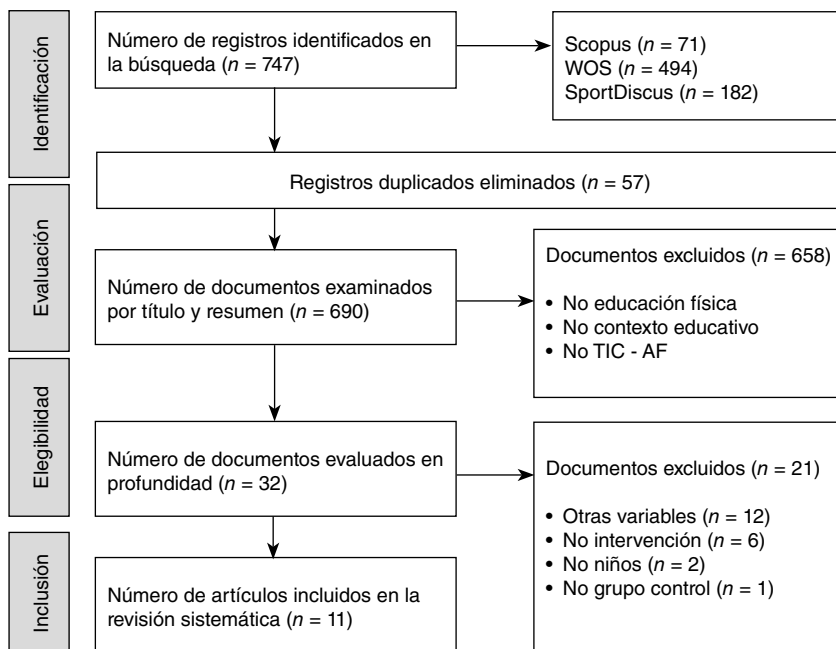 Identificación
Número de registros identificados en
la búsqueda (n = 747)
Scopus (n = 71)
WOS (n = 494)
SportDiscus (n = 182)
Registros duplicados eliminados (n = 57)
Evaluación
Número de documentos examinados
por título y resumen (n = 690)
Documentos excluidos (n = 658)
• No educación física
• No contexto educativo
• No TIC - AF
Elegibilidad
Número de documentos evaluados en
profundidad (n = 32)
Documentos excluidos (n = 21)
• Otras variables (n = 12)
• No intervención (n = 6)
• No niños (n = 2)
• No grupo control (n = 1)
Inclusión
Número de artículos incluidos en la
revisión sistemática (n = 11)